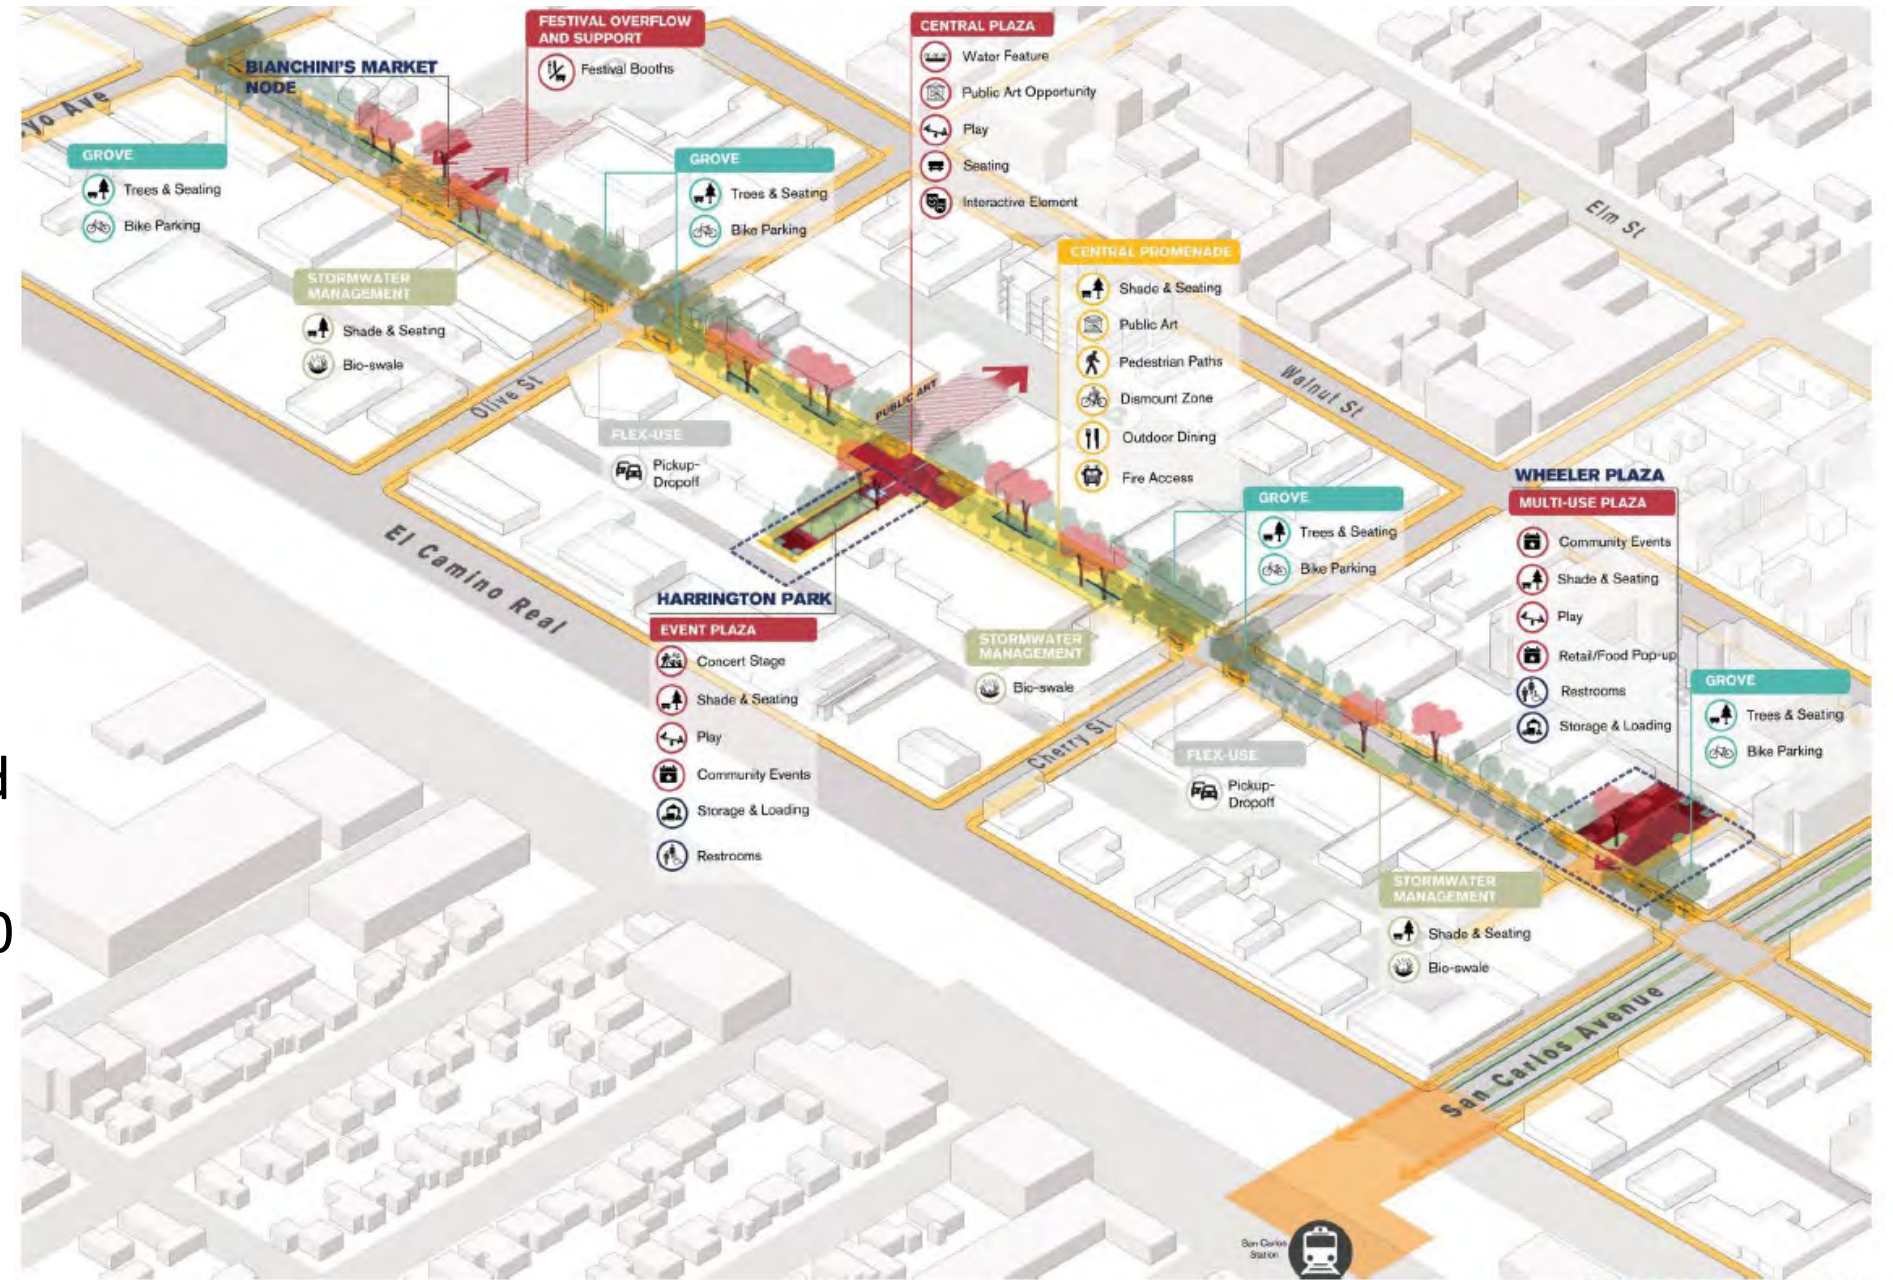 FESTIVAL OVERFLOW
AND SUPPORT
Festival Booths
CENTRAL PLAZA
Water Feature
Public Art Opportunity
Play
Seating
Interactive Element
BIANCHINI'S MARKET
NODE
yo Ave
GROVE
Trees & Seating
Bike Parking
GROVE
Trees & Seating
Bike Parking
STORMWATER
MANAGEMENT
Shade & Seating
Bio-swale
Elm St
CENTRAL PROMENADE
Shade & Seating
Public Art
Pedestrian Paths
Dismount Zone
Outdoor Dining
Fire Access
Olive St
PUBLIC ART
Walnut St
FLEX-USE
Pickup-
Dropoff
El Camino Real
WHEELER PLAZA
MULTI-USE PLAZA
Community Events
Shade & Seating
Play
Retail/Food Pop-up
Restrooms
Storage & Loading
GROVE
Trees & Seating
Bike Parking
HARRINGTON PARK
EVENT PLAZA
Concert Stage
Shade & Seating
Play
Community Events
Storage & Loading
Restrooms
STORMWATER
MANAGEMENT
Bio-swale
GROVE
Trees & Seating
Bike Parking
Cherry St
FLEX-USE
Pickup-
Dropoff
STORMWATER
MANAGEMENT
Shade & Seating
Bio-swale
San Carlos Avenue
San Carlos
Station